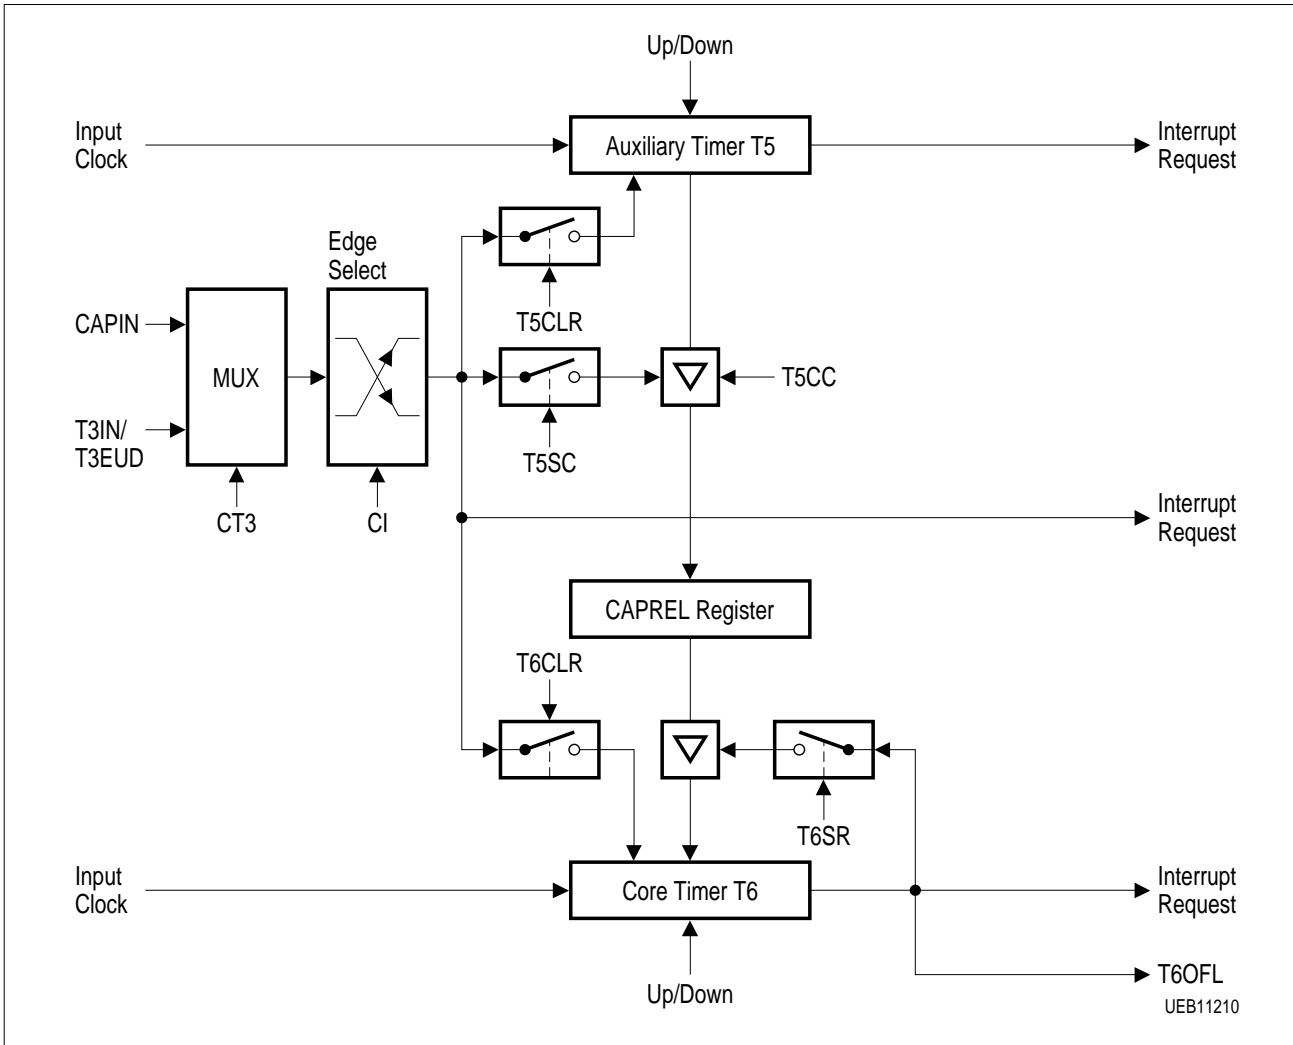 Up/Down
Input
Clock
Auxiliary Timer T5
Interrupt
Request
Edge
Select
T5CLR
CAPIN
MUX
T5CC
T3IN/
T3EUD
T5SC
CT3
CI
Interrupt
Request
CAPREL Register
T6CLR
T6SR
Input
Clock
Core Timer T6
Interrupt
Request
T6OFL
Up/Down
UEB11210